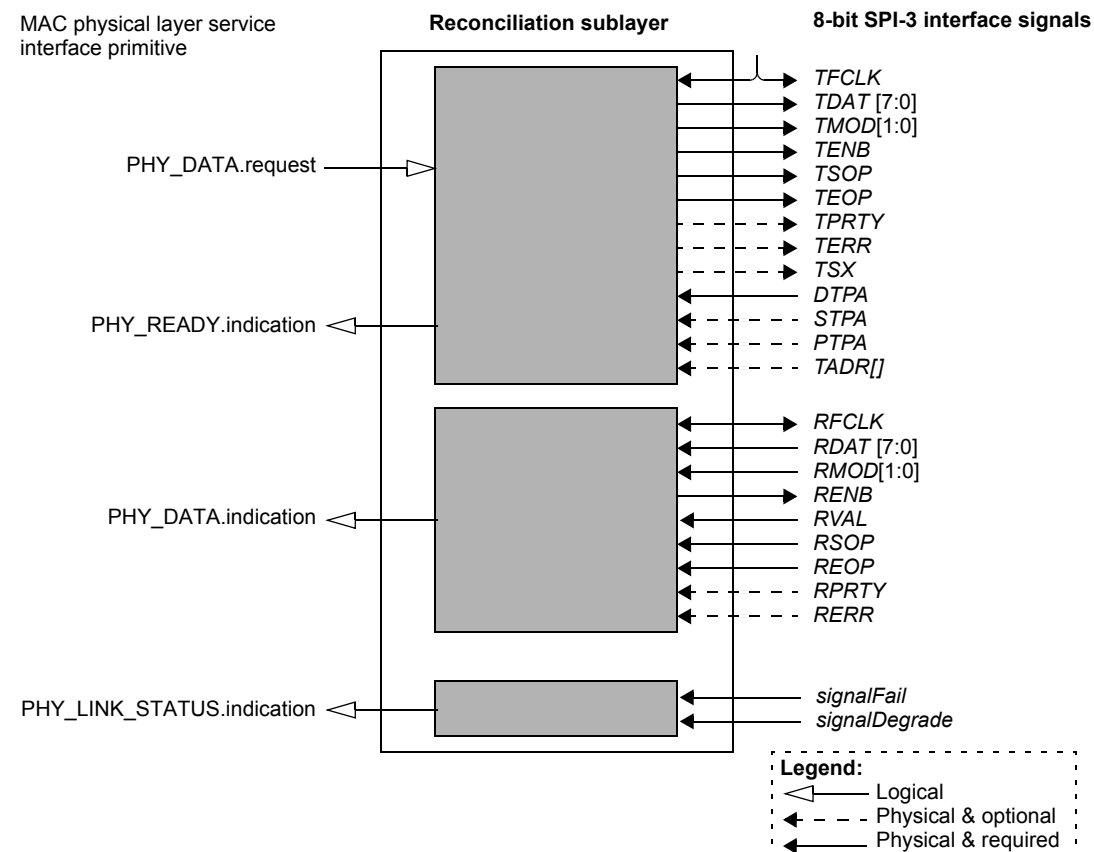 MAC physical layer service
interface primitive
Reconciliation sublayer
8-bit SPI-3 interface signals
PHY_DATA.request
PHY_READY.indication
TFCLK
TDAT [7:0]
TMOD[1:0]
TENB
TSOP
TEOP
TPRTY
TERR
TSX
DTPA
STPA
PTPA
TADR[]
PHY_DATA.indication
RFCLK
RDAT [7:0]
RMOD[1:0]
RENB
RVAL
RSOP
REOP
RPRTY
RERR
PHY_LINK_STATUS.indication
signalFail
signalDegrade
Legend:
Logical
Physical & optional
Physical & required